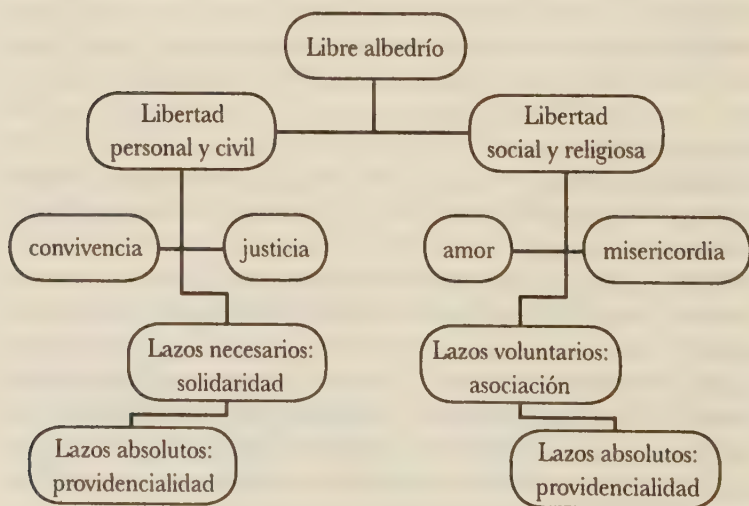 Libre albedrío
Libertad
personal y civil
Libertad
social y religiosa
convivencia
justicia
amor
misericordia
Lazos necesarios:
solidaridad
Lazos voluntarios:
asociación
Lazos absolutos:
providencialidad
Lazos absolutos:
providencialidad